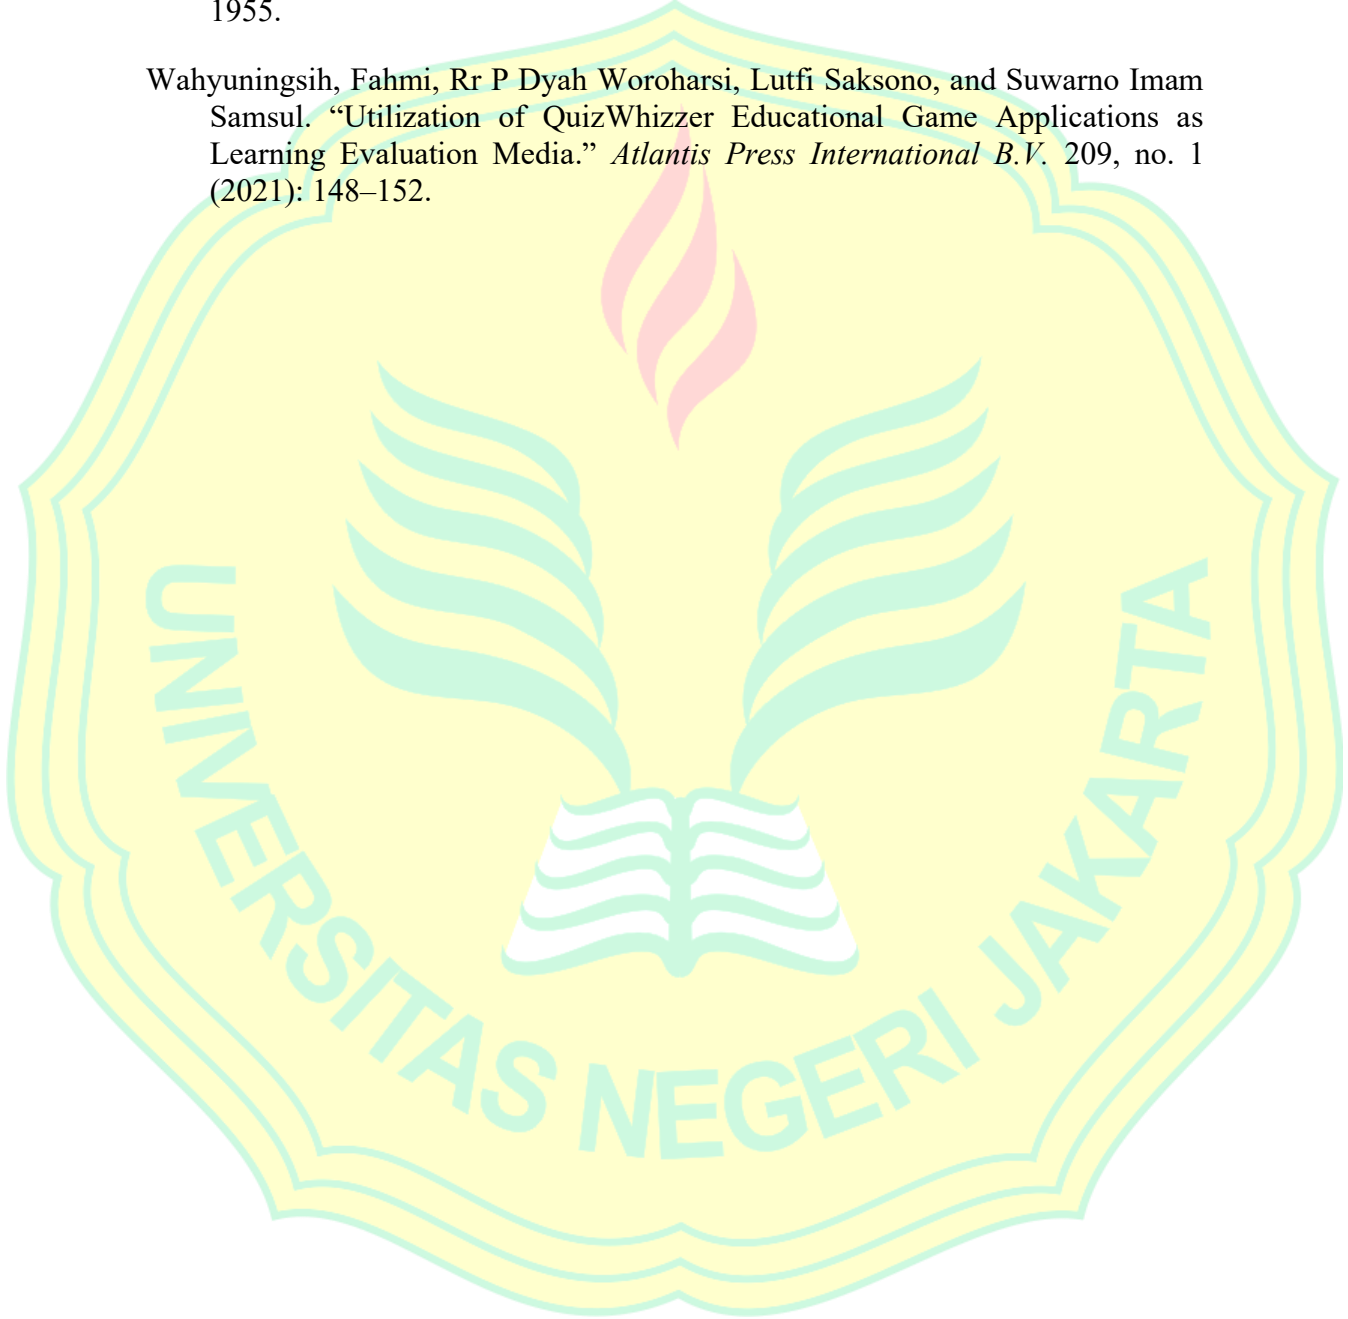 1955.
Wahyuningsih, Fahmi, Rr P Dyah Woroharsi, Lutfi Saksono, and Suwarno Imam
Samsul. “Utilization of QuizWhizzer Educational Game Applications as
Learning Evaluation Media.” Atlantis Press International B.V. 209, no. 1
(2021): 148–152.
UNIVERSITAS NEGERI JAKARTA